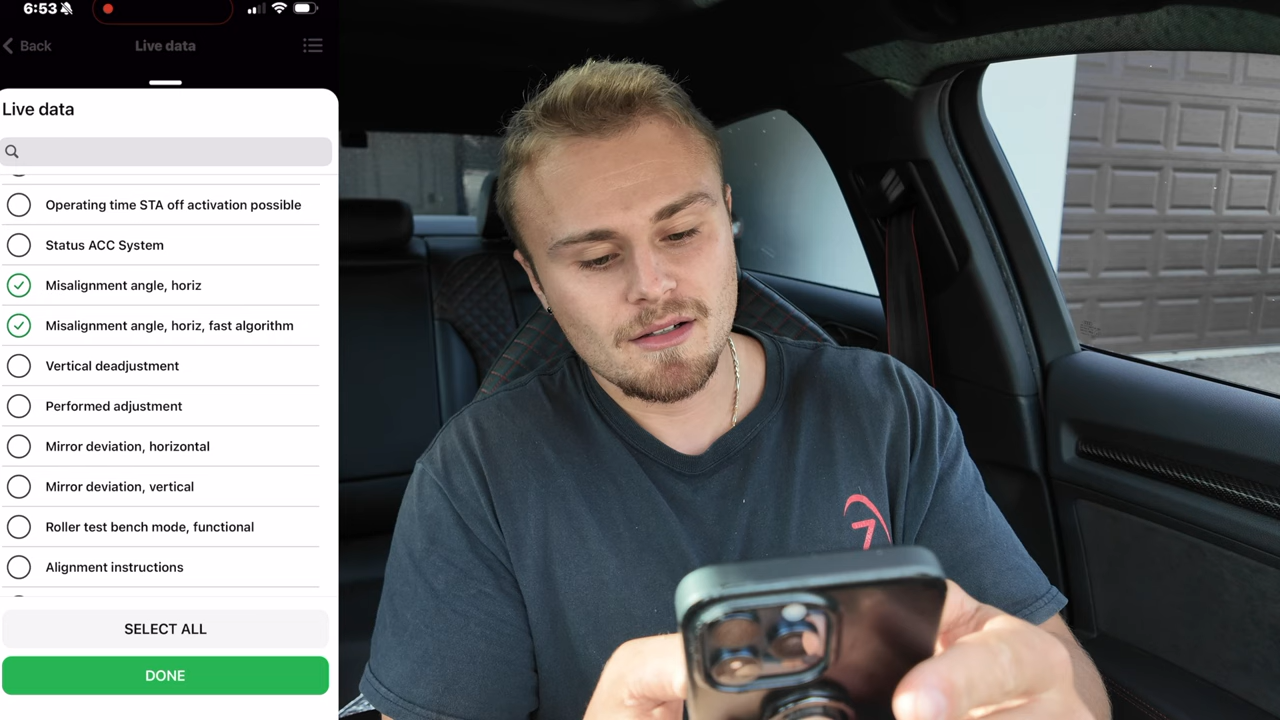 6:53
Back
Live data
Live data
Operating time STA off activation possible
Status ACC System
Misalignment angle, horiz
Misalignment angle, horiz, fast algorithm
Vertical deadjustment
Performed adjustment
Mirror deviation, horizontal
Mirror deviation, vertical
Roller test bench mode, functional
Alignment instructions
SELECT ALL
DONE
7